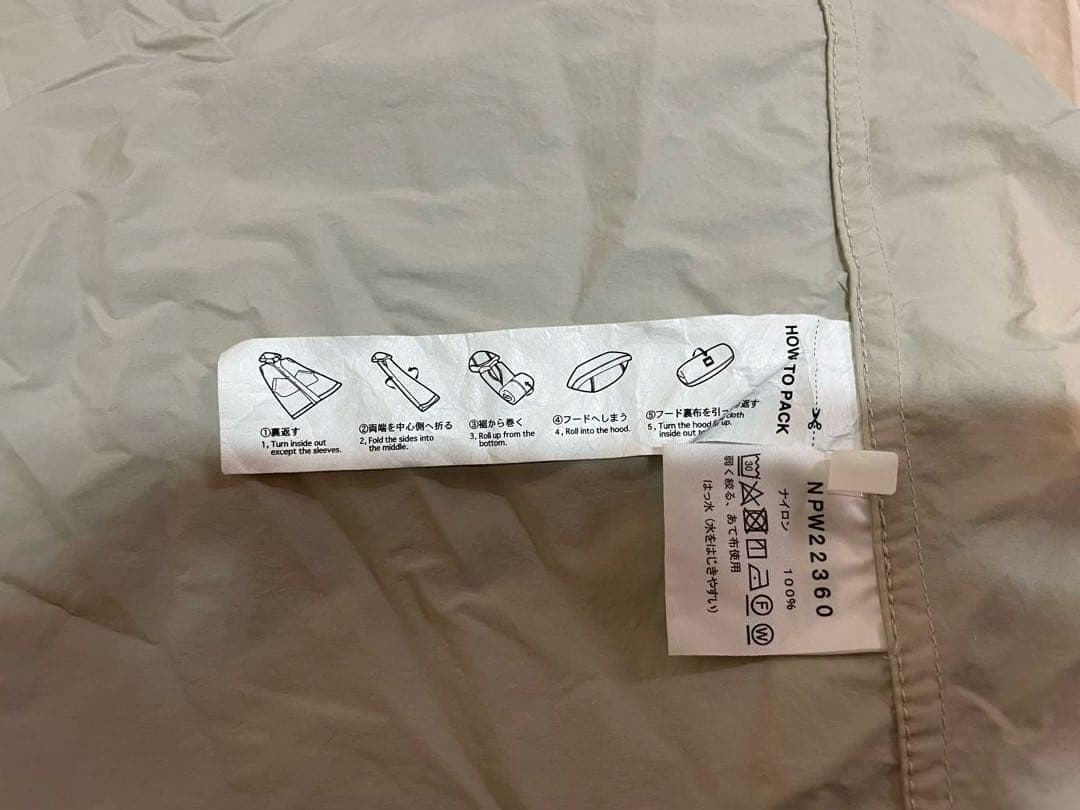 HOW TO PACK
①裏返す
1, Turn inside out
except the sleeves.
②両端を中心側へ折る
2, Fold the sides into
the middle.
③裾から巻く
3, Roll up from the
bottom.
④フードへしまう
4, Roll into the hood.
⑤フード裏布を引っ 返す
5, Turn the hood cloth
inside out up.
NPW22360
ナイロン 100%
30 F W
弱く絞る、あて布使用
はっ水(水をはじきやすい)